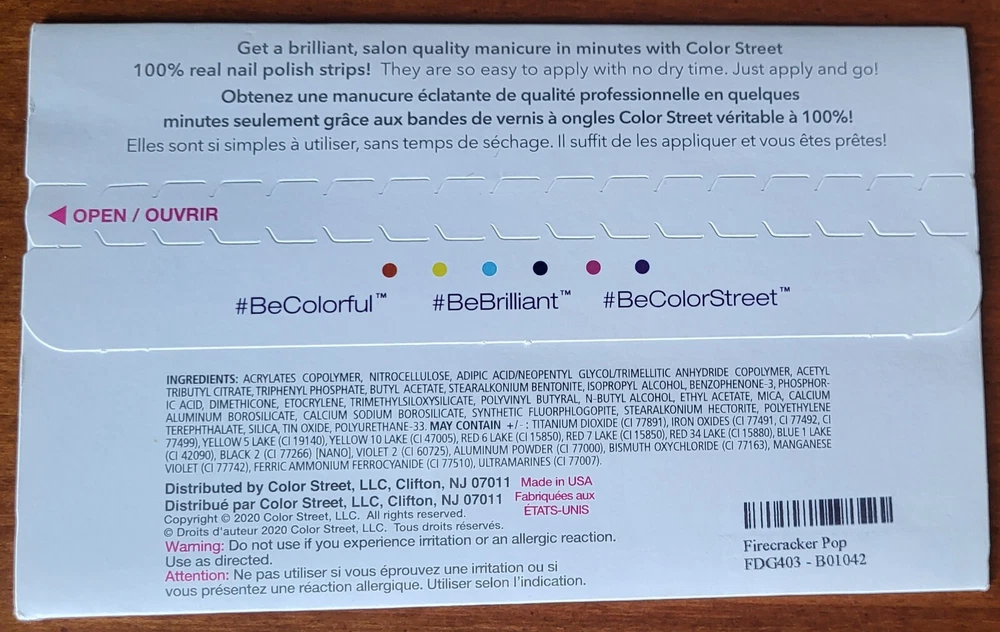 Get a brilliant, salon quality manicure in minutes with Color Street
100% real nail polish strips! They are so easy to apply with no dry time. Just apply and go!
Obtenez une manucure éclatante de qualité professionnelle en quelques
minutes seulement grâce aux bandes de vernis à ongles Color Street véritable à 100%!
Elles sont si simples à utiliser, sans temps de séchage. Il suffit de les appliquer et vous êtes prêtes!
OPEN / OUVRIR
#BeColorful™ #BeBrilliant™ #BeColorStreet™
INGREDIENTS: ACRYLATES COPOLYMER, NITROCELLULOSE, ADIPIC ACID/NEOPENTYL GLYCOL/TRIMELLITIC ANHYDRIDE COPOLYMER, ACETYL
TRIBUTYL CITRATE, TRIPHENYL PHOSPHATE, BUTYL ACETATE, STEARALKONIUM BENTONITE, ISOPROPYL ALCOHOL, BENZOPHENONE-3, PHOSPHOR-
IC ACID, DIMETHICONE, ETOCRYLENE, TRIMETHYLSILOXYSILICATE, POLYVINYL BUTYRAL, N-BUTYL ALCOHOL, ETHYL ACETATE, MICA, CALCIUM
ALUMINUM BOROSILICATE, CALCIUM SODIUM BOROSILICATE, SYNTHETIC FLUORPHLOGOPITE, STEARALKONIUM HECTORITE, POLYETHYLENE
TEREPHTHALATE, SILICA, TIN OXIDE, POLYURETHANE-33. MAY CONTAIN +/- : TITANIUM DIOXIDE (CI 77891), IRON OXIDES (CI 77491, CI 77492, CI
77499), YELLOW 5 LAKE (CI 19140), YELLOW 10 LAKE (CI 47005), RED 6 LAKE (CI 15850), RED 7 LAKE (CI 15850), RED 34 LAKE (CI 15880), BLUE 1 LAKE
(CI 42090), BLACK 2 (CI 77266) [NANO], VIOLET 2 (CI 60725), ALUMINUM POWDER (CI 77000), BISMUTH OXYCHLORIDE (CI 77163), MANGANESE
VIOLET (CI 77742), FERRIC AMMONIUM FERROCYANIDE (CI 77510), ULTRAMARINES (CI 77007).
Distributed by Color Street, LLC, Clifton, NJ 07011
Distribué par Color Street, LLC, Clifton, NJ 07011
Made in USA
Fabriquées aux
ÉTATS-UNIS
Copyright © 2020 Color Street, LLC. All rights reserved.
© Droits d'auteur 2020 Color Street, LLC. Tous droits réservés.
Warning: Do not use if you experience irritation or an allergic reaction.
Use as directed.
Attention: Ne pas utiliser si vous éprouvez une irritation ou si
vous présentez une réaction allergique. Utiliser selon l'indication.
Firecracker Pop
FDG403 - B01042